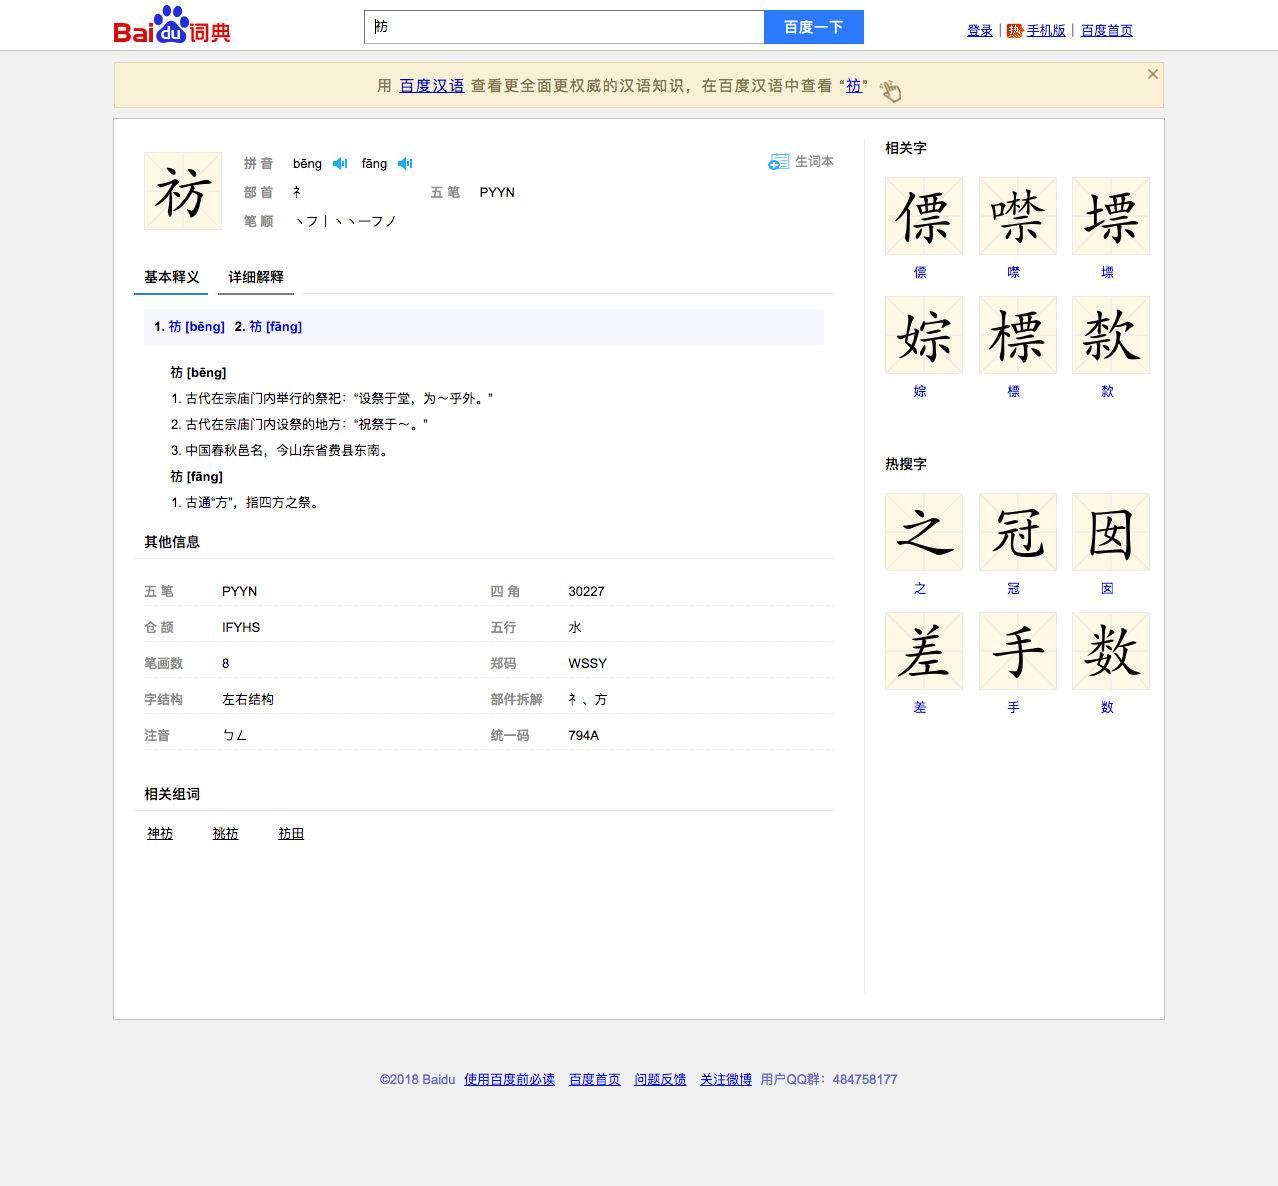 Baidu词典
祊
百度一下
登录 | 热 手机版 | 百度首页
用 百度汉语 查看更全面更权威的汉语知识，在百度汉语中查看 “祊”
祊
拼 音 bēng fāng
生词本
部 首 礻 五 笔 PYYN
笔 顺 丶フ丨丶丶一フノ
基本释义 详细解释
1. 祊 [bēng] 2. 祊 [fāng]
祊 [bēng]
1. 古代在宗庙门内举行的祭祀：“设祭于堂，为～乎外。”
2. 古代在宗庙门内设祭的地方：“祝祭于～。”
3. 中国春秋邑名，今山东省费县东南。
祊 [fāng]
1. 古通“方”，指四方之祭。
其他信息
五 笔 PYYN 四 角 30227
仓 颉 IFYHS 五行 水
笔画数 8 郑码 WSSY
字结构 左右结构 部件拆解 礻 、方
注音 ㄅㄥ 统一码 794A
相关组词
神祊 祧祊 祊田
相关字
僄 噤 墂
僄 噤 墂
婃 標 款
婃 標 款
热搜字
之 冠 囡
之 冠 囡
差 手 数
差 手 数
©2018 Baidu 使用百度前必读 百度首页 问题反馈 关注微博 用户QQ群：484758177